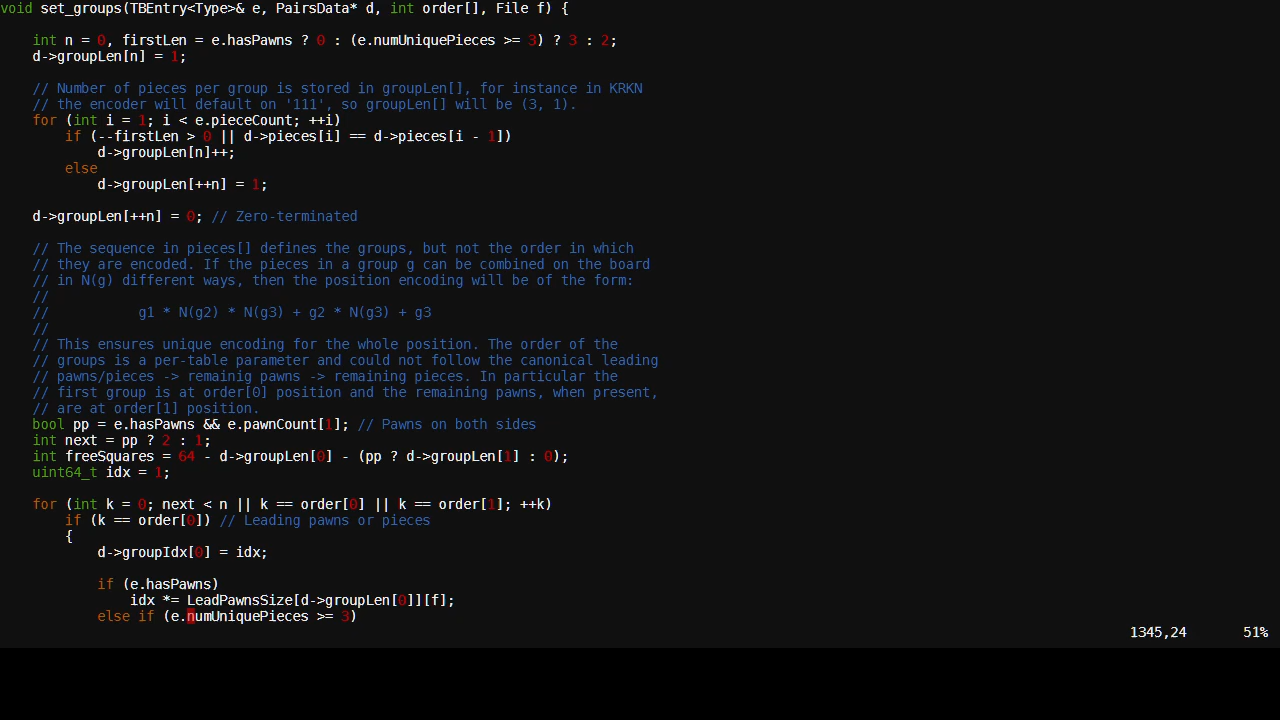 void set_groups(TBEntry<Type>& e, PairsData* d, int order[], File f) {
int n = 0, firstLen = e.hasPawns ? 0 : (e.numUniquePieces >= 3) ? 3 : 2;
d->groupLen[n] = 1;
// Number of pieces per group is stored in groupLen[], for instance in KRKN
// the encoder will default on '111', so groupLen[] will be (3, 1).
for (int i = 1; i < e.pieceCount; ++i)
if (--firstLen > 0 || d->pieces[i] == d->pieces[i - 1])
d->groupLen[n]++;
else
d->groupLen[++n] = 1;
d->groupLen[++n] = 0; // Zero-terminated
// The sequence in pieces[] defines the groups, but not the order in which
// they are encoded. If the pieces in a group g can be combined on the board
// in N(g) different ways, then the position encoding will be of the form:
//
// g1 * N(g2) * N(g3) + g2 * N(g3) + g3
//
// This ensures unique encoding for the whole position. The order of the
// groups is a per-table parameter and could not follow the canonical leading
// pawns/pieces -> remainig pawns -> remaining pieces. In particular the
// first group is at order[0] position and the remaining pawns, when present,
// are at order[1] position.
bool pp = e.hasPawns && e.pawnCount[1]; // Pawns on both sides
int next = pp ? 2 : 1;
int freeSquares = 64 - d->groupLen[0] - (pp ? d->groupLen[1] : 0);
uint64_t idx = 1;
for (int k = 0; next < n || k == order[0] || k == order[1]; ++k)
if (k == order[0]) // Leading pawns or pieces
{
d->groupIdx[0] = idx;
if (e.hasPawns)
idx *= LeadPawnsSize[d->groupLen[0]][f];
else if (e.numUniquePieces >= 3)
1345,24 51%